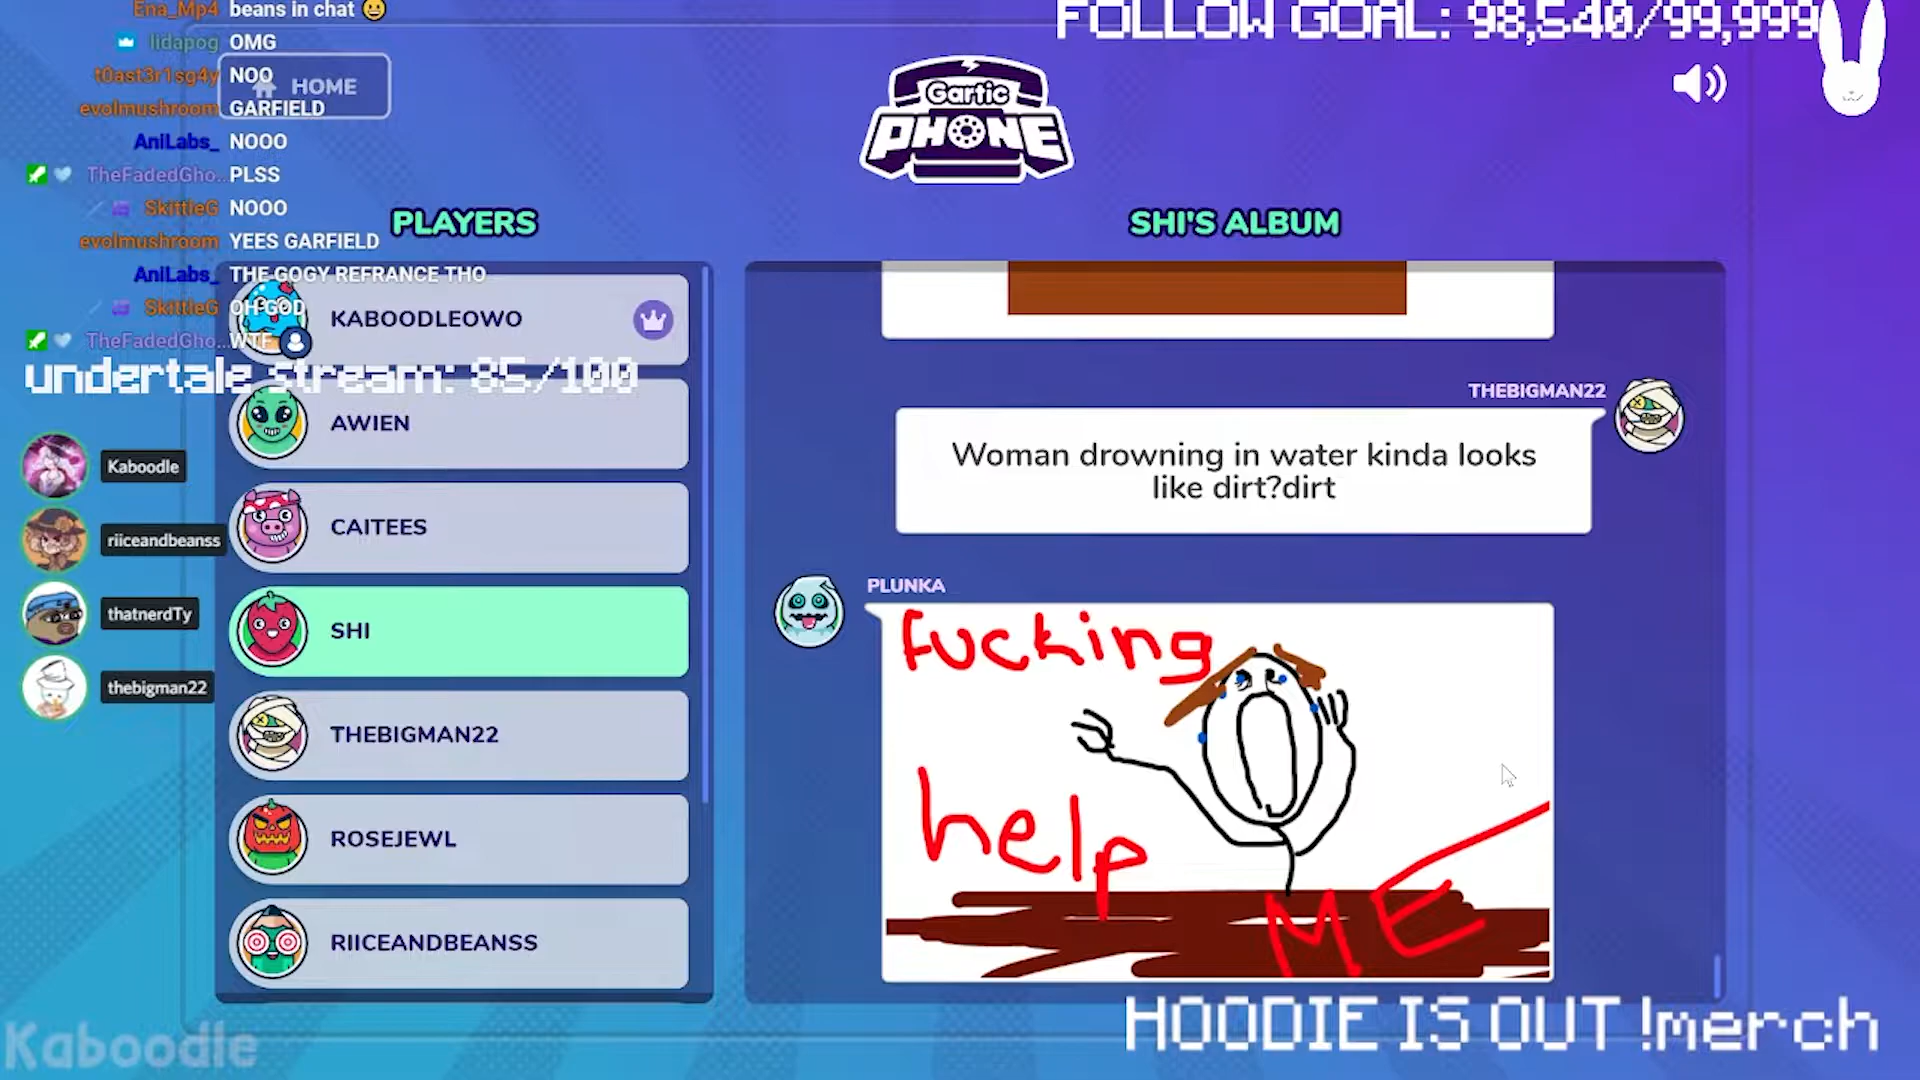 Ena_Mp4 beans in chat
lidapog OMG
t0ast3r1sg4y NOO
evolmushroom GARFIELD
AniLabs_ NOOO
TheFadedGho... PLSS
SkittleG NOOO
evolmushroom YEES GARFIELD
AniLabs_ THE GOGY REFRANCE THO
SkittleG OH GOD
TheFadedGho... WTF
HOME
FOLLOW GOAL: 98,540/99,999
Gartic
PHONE
PLAYERS
SHI'S ALBUM
undertale stream: 85/100
Kaboodle
riiceandbeanss
thatnerdTy
thebigman22
KABOODLEOWO
AWIEN
CAITEES
SHI
THEBIGMAN22
ROSEJEWL
RIICEANDBEANSS
THEBIGMAN22
Woman drowning in water kinda looks
like dirt?dirt
PLUNKA
fucking
help
ME
HOODIE IS OUT !merch
Kaboodle